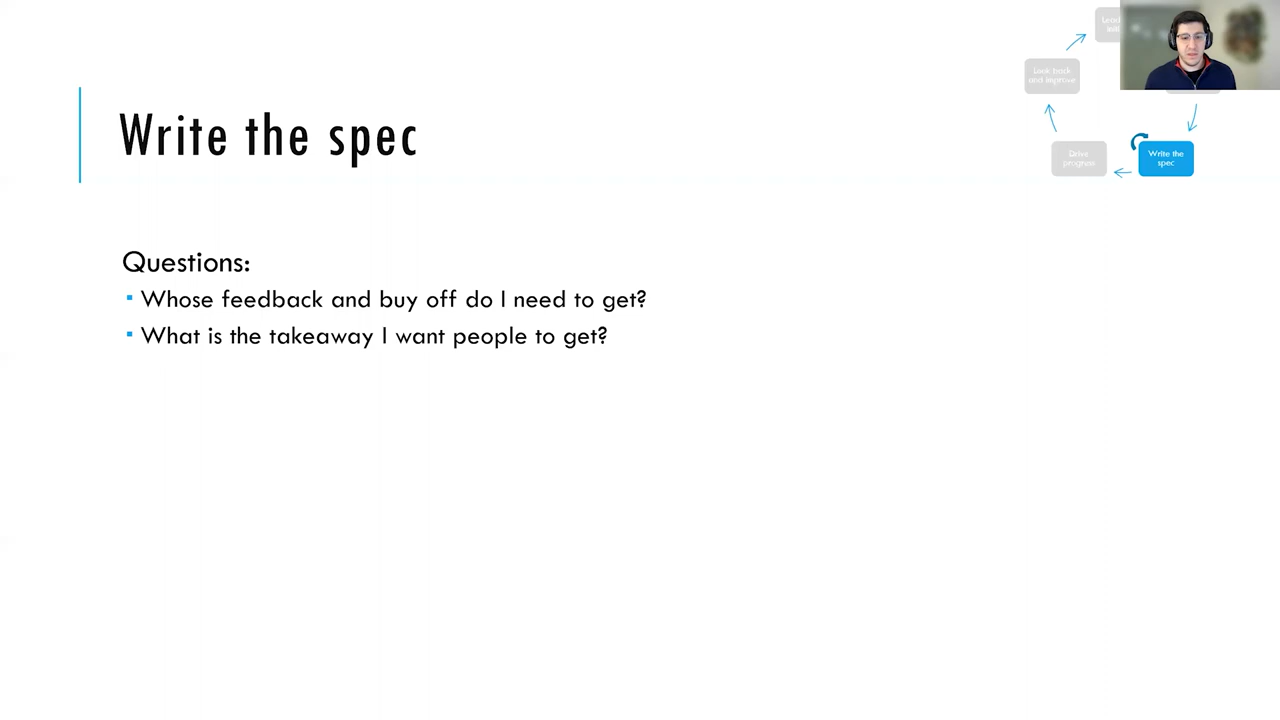 Write the spec
Questions:
Whose feedback and buy off do I need to get?
What is the takeaway I want people to get?
Look back
and improve
Drive
progress
Write the
spec